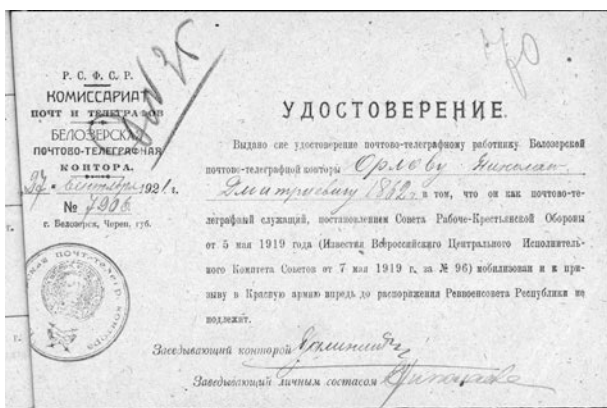 Р. С. Ф. С. Р.
КОМИССАРИАТ
ПОЧТ И ТЕЛЕГРАФОВ
БЕЛОЗЕРСКАЯ
ПОЧТОВО-ТЕЛЕГРАФНАЯ
КОНТОРА.
27 сентября 1921 г.
№ 7906
г. Белозерск, Черен. губ.
70
УДОСТОВЕРЕНИЕ.
Выдано сие удостоверение почтово-телеграфному работнику Белозерской
почтово-телеграфной конторы Орлову Николаю
Дмитриевичу 1882 г. в том, что он как почтово-те-
леграфный служащий, постановлением Совета Рабоче-Крестьянской Обороны
от 5 мая 1919 года (Известия Всероссийскаго Центрального Исполнитель-
ного Комитета Советов от 7 мая 1919 г. за № 96) мобилизован и к при-
зыву в Красную армию впредь до распоряжения Реввоенсовета Республики не
подлежит.
Заведывающий конторой
Заведывающий личным составом